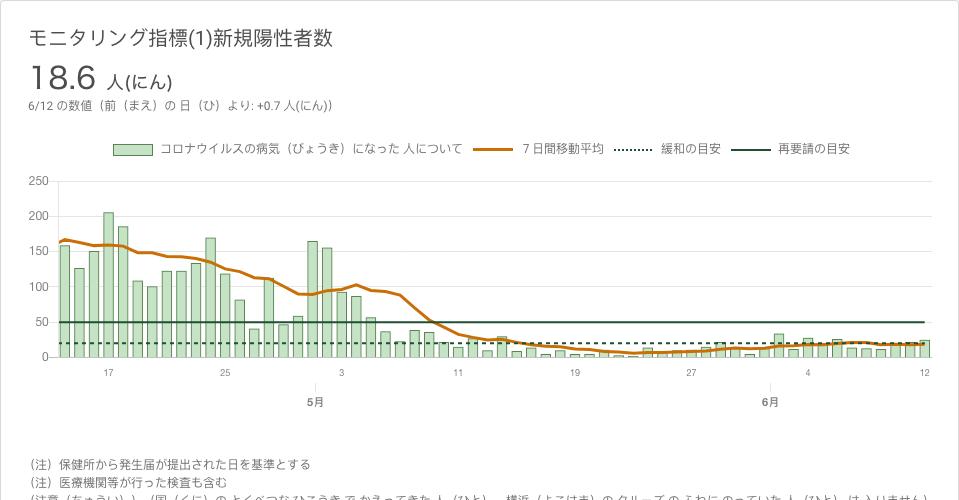 モニタリング指標(1)新規陽性者数
18.6 人(にん)
6/12 の数値（前（まえ）の 日（ひ）より: +0.7 人(にん)）
コロナウイルスの病気（びょうき）になった 人について 7 日間移動平均 緩和の目安 再要請の目安
250
200
150
100
50
0
17 25 3 11 19 27 4 12
5月 6月
（注）保健所から発生届が提出された日を基準とする
（注）医療機関等が行った検査も含む